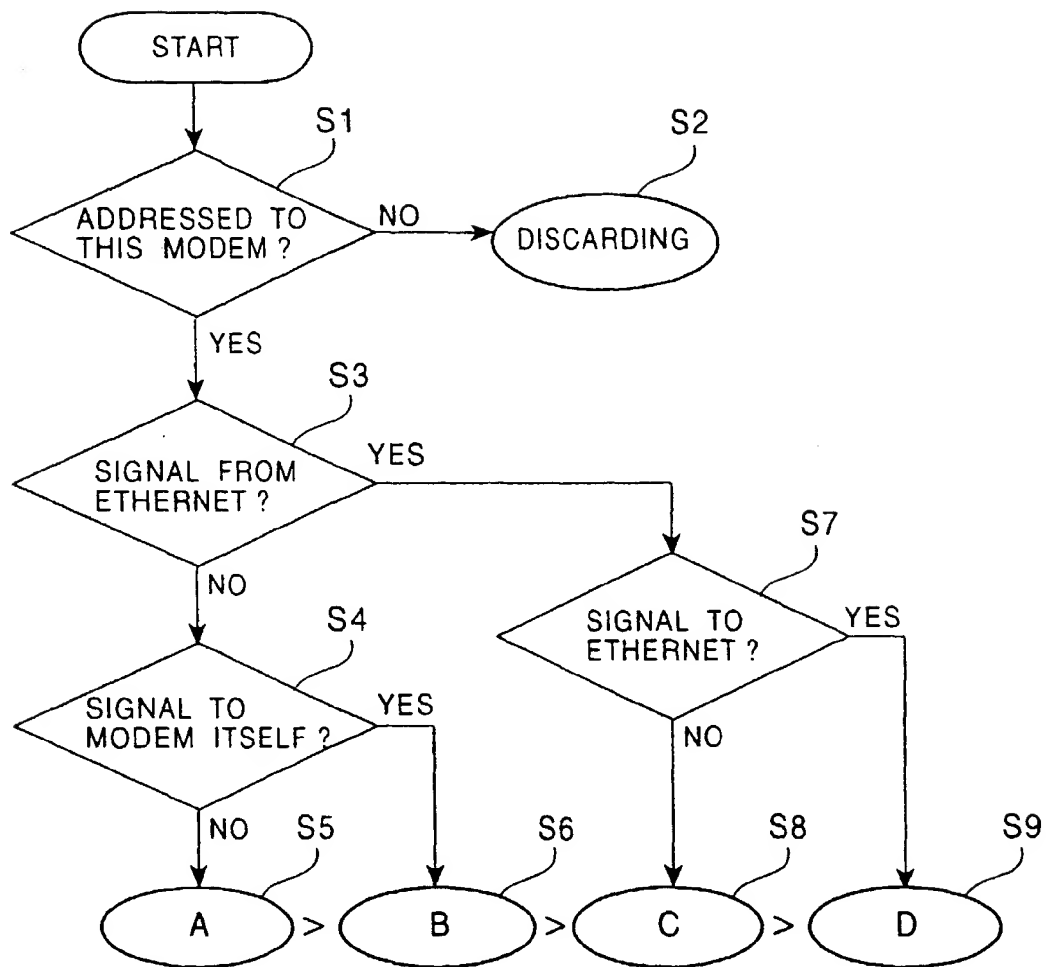 START
S1
S2
ADDRESSED TO
THIS MODEM ?
NO
DISCARDING
YES
S3
SIGNAL FROM
ETHERNET ?
YES
NO
S7
SIGNAL TO
ETHERNET ?
YES
NO
S4
SIGNAL TO
MODEM ITSELF ?
YES
NO
S5
S6
S8
S9
A > B > C > D